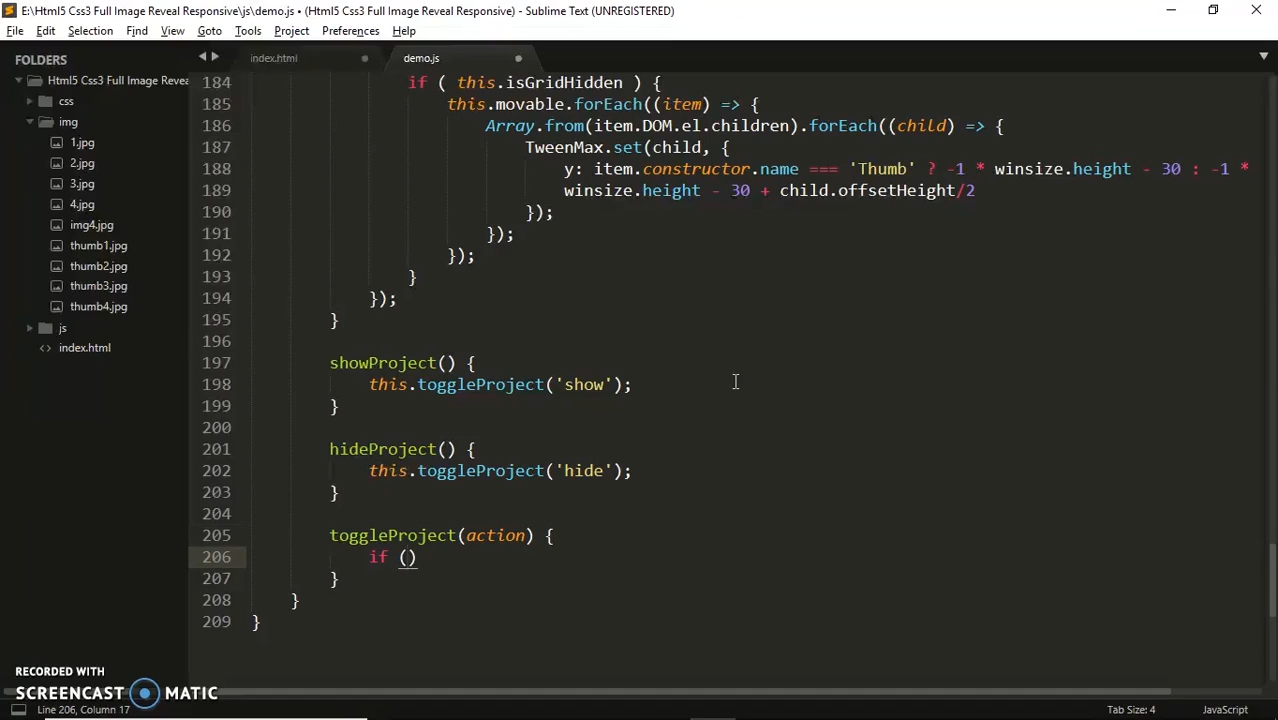 E:\Html5 Css3 Full Image Reveal Responsive\js\demo.js • (Html5 Css3 Full Image Reveal Responsive) - Sublime Text (UNREGISTERED)
File Edit Selection Find View Goto Tools Project Preferences Help
FOLDERS
Html5 Css3 Full Image Revea
css
img
1.jpg
2.jpg
3.jpg
4.jpg
img4.jpg
thumb1.jpg
thumb2.jpg
thumb3.jpg
thumb4.jpg
js
index.html
index.html demo.js
184 if ( this.isGridHidden ) {
185 this.movable.forEach((item) => {
186 Array.from(item.DOM.el.children).forEach((child) => {
187 TweenMax.set(child, {
188 y: item.constructor.name === 'Thumb' ? -1 * winsize.height - 30 : -1 *
189 winsize.height - 30 + child.offsetHeight/2
190 });
191 });
192 });
193 }
194 });
195 }
196
197 showProject() {
198 this.toggleProject('show');
199 }
200
201 hideProject() {
202 this.toggleProject('hide');
203 }
204
205 toggleProject(action) {
206 if ()
207 }
208 }
209 }
RECORDED WITH
SCREENCAST MATIC
Line 206, Column 17 Tab Size: 4 JavaScript